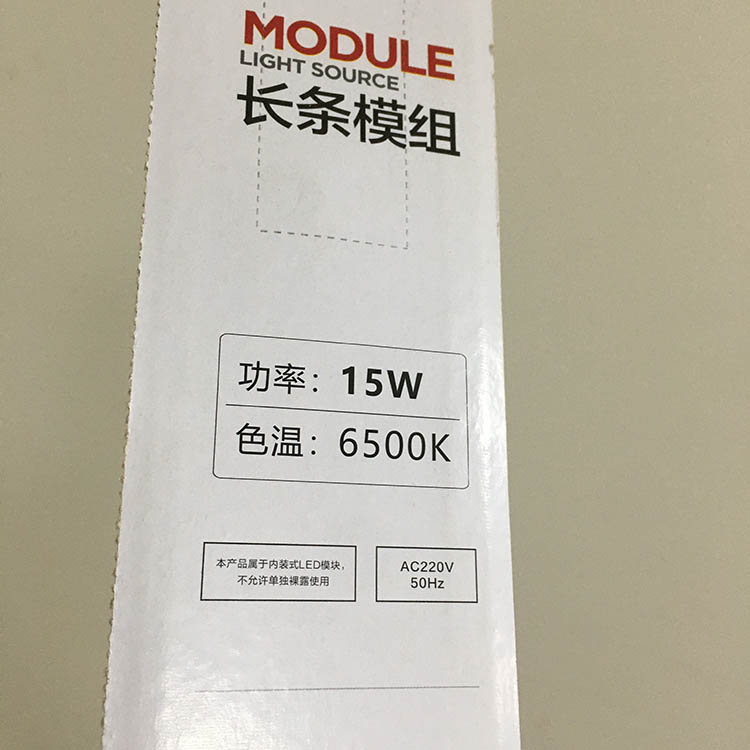 MODULE
LIGHT SOURCE
长条模组
功率：15W
色温：6500K
本产品属于内装式LED模块，
不允许单独裸露使用
AC220V
50Hz